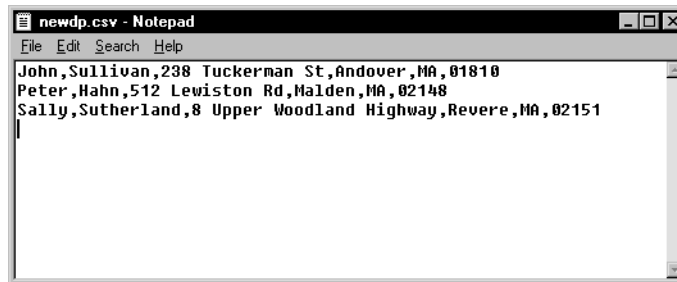 newdp.csv - Notepad
File Edit Search Help
John,Sullivan,238 Tuckerman St,Andover,MA,01810
Peter,Hahn,512 Lewiston Rd,Malden,MA,02148
Sally,Sutherland,8 Upper Woodland Highway,Revere,MA,02151